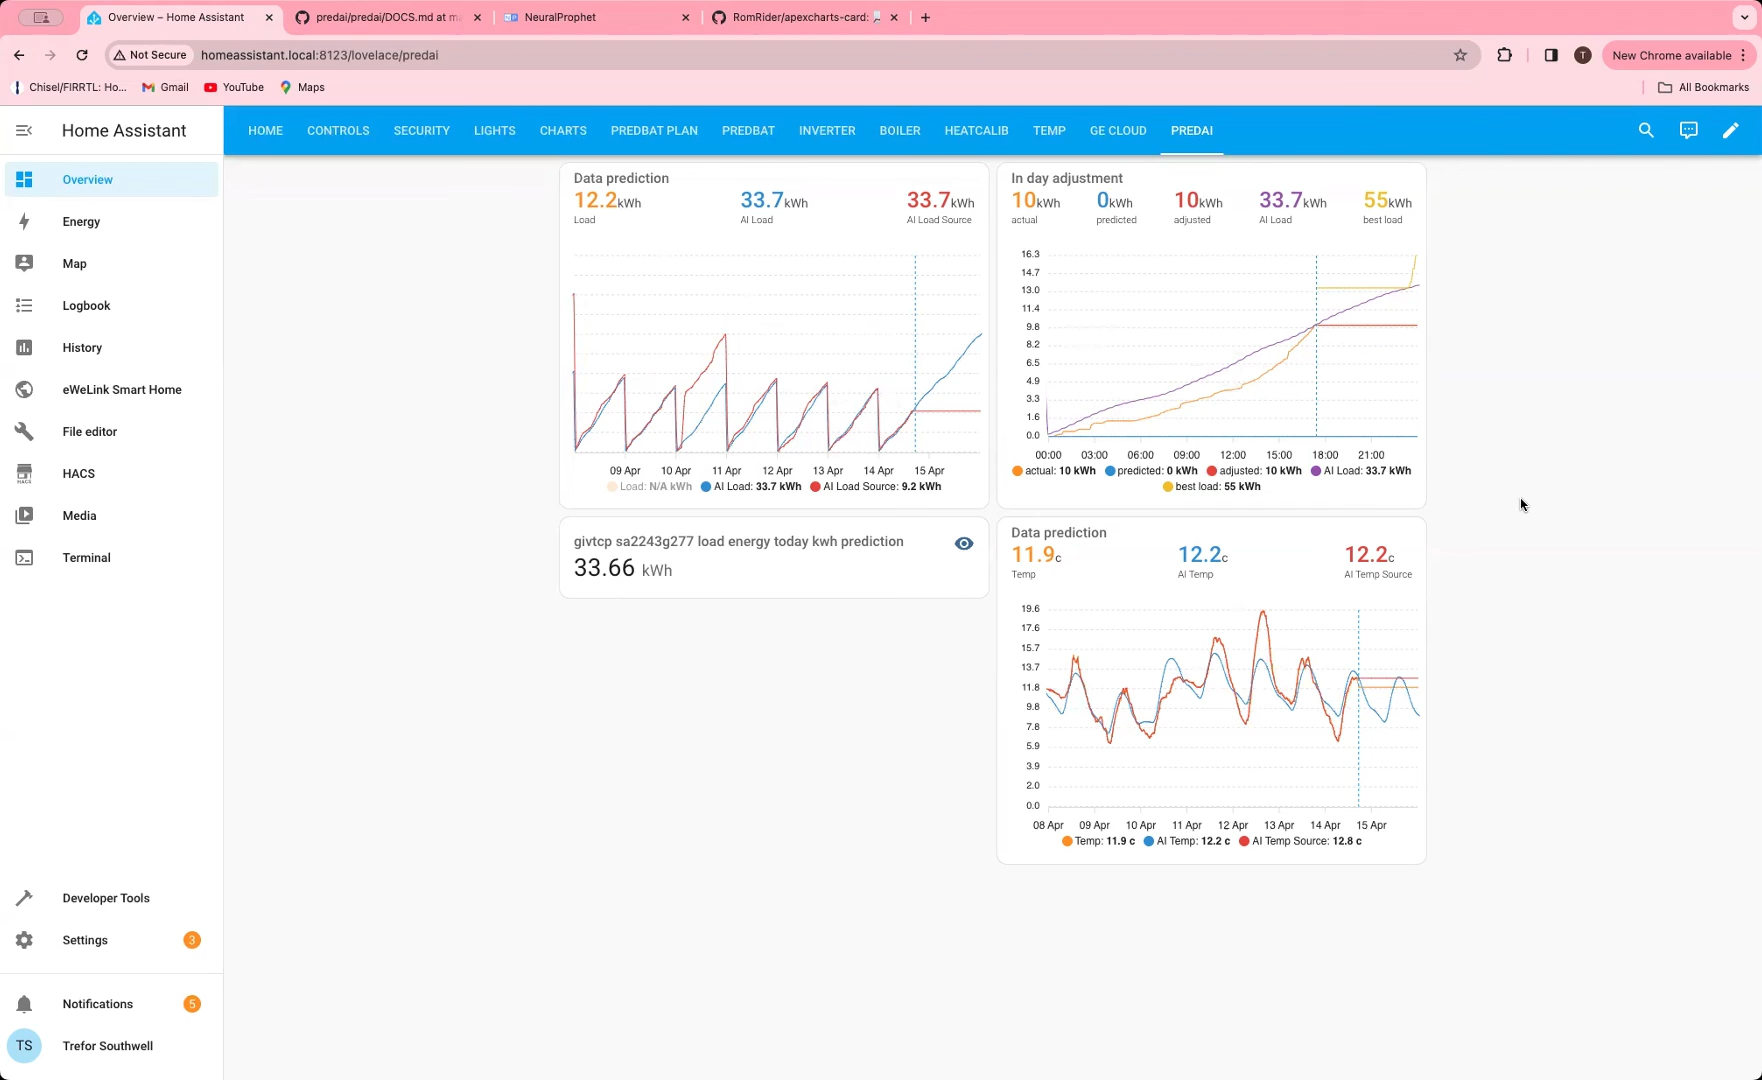 Overview – Home Assistant
predai/predai/DOCS.md at m
NeuralProphet
RomRider/apexcharts-card:
Not Secure
homeassistant.local:8123/lovelace/predai
T
New Chrome available
Chisel/FIRRTL: Ho...
Gmail
YouTube
Maps
All Bookmarks
Home Assistant
HOME
CONTROLS
SECURITY
LIGHTS
CHARTS
PREDBAT PLAN
PREDBAT
INVERTER
BOILER
HEATCALIB
TEMP
GE CLOUD
PREDAI
Overview
Energy
Map
Logbook
History
eWeLink Smart Home
File editor
HACS
HACS
Media
Terminal
Developer Tools
Settings 3
Notifications 5
TS Trefor Southwell
Data prediction
12.2kWh 33.7kWh 33.7kWh
Load AI Load AI Load Source
09 Apr 10 Apr 11 Apr 12 Apr 13 Apr 14 Apr 15 Apr
Load: N/A kWh AI Load: 33.7 kWh AI Load Source: 9.2 kWh
In day adjustment
10kWh 0kWh 10kWh 33.7kWh 55kWh
actual predicted adjusted AI Load best load
16.3
14.7
13.0
11.4
9.8
8.2
6.5
4.9
3.3
1.6
0.0
00:00 03:00 06:00 09:00 12:00 15:00 18:00 21:00
actual: 10 kWh predicted: 0 kWh adjusted: 10 kWh AI Load: 33.7 kWh
best load: 55 kWh
givtcp sa2243g277 load energy today kwh prediction
33.66 kWh
Data prediction
11.9c 12.2c 12.2c
Temp AI Temp AI Temp Source
19.6
17.6
15.7
13.7
11.8
9.8
7.8
5.9
3.9
2.0
0.0
08 Apr 09 Apr 10 Apr 11 Apr 12 Apr 13 Apr 14 Apr 15 Apr
Temp: 11.9 c AI Temp: 12.2 c AI Temp Source: 12.8 c